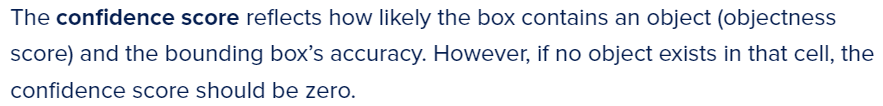 The confidence score reflects how likely the box contains an object (objectness
score) and the bounding box’s accuracy. However, if no object exists in that cell, the
confidence score should be zero.